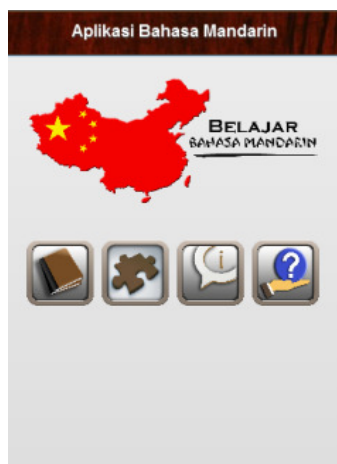 Aplikasi Bahasa Mandarin
BELAJAR
BAHASA MANDARIN
i
?